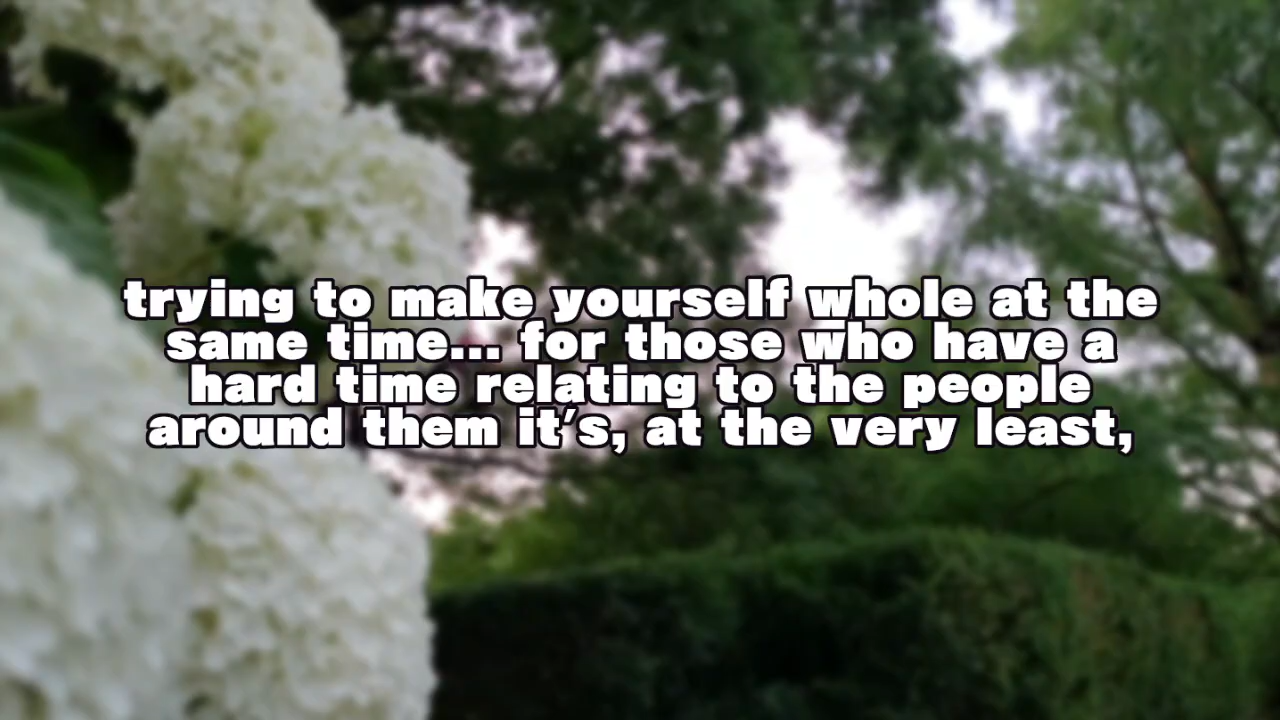 trying to make yourself whole at the
same time... for those who have a
hard time relating to the people
around them it's, at the very least,